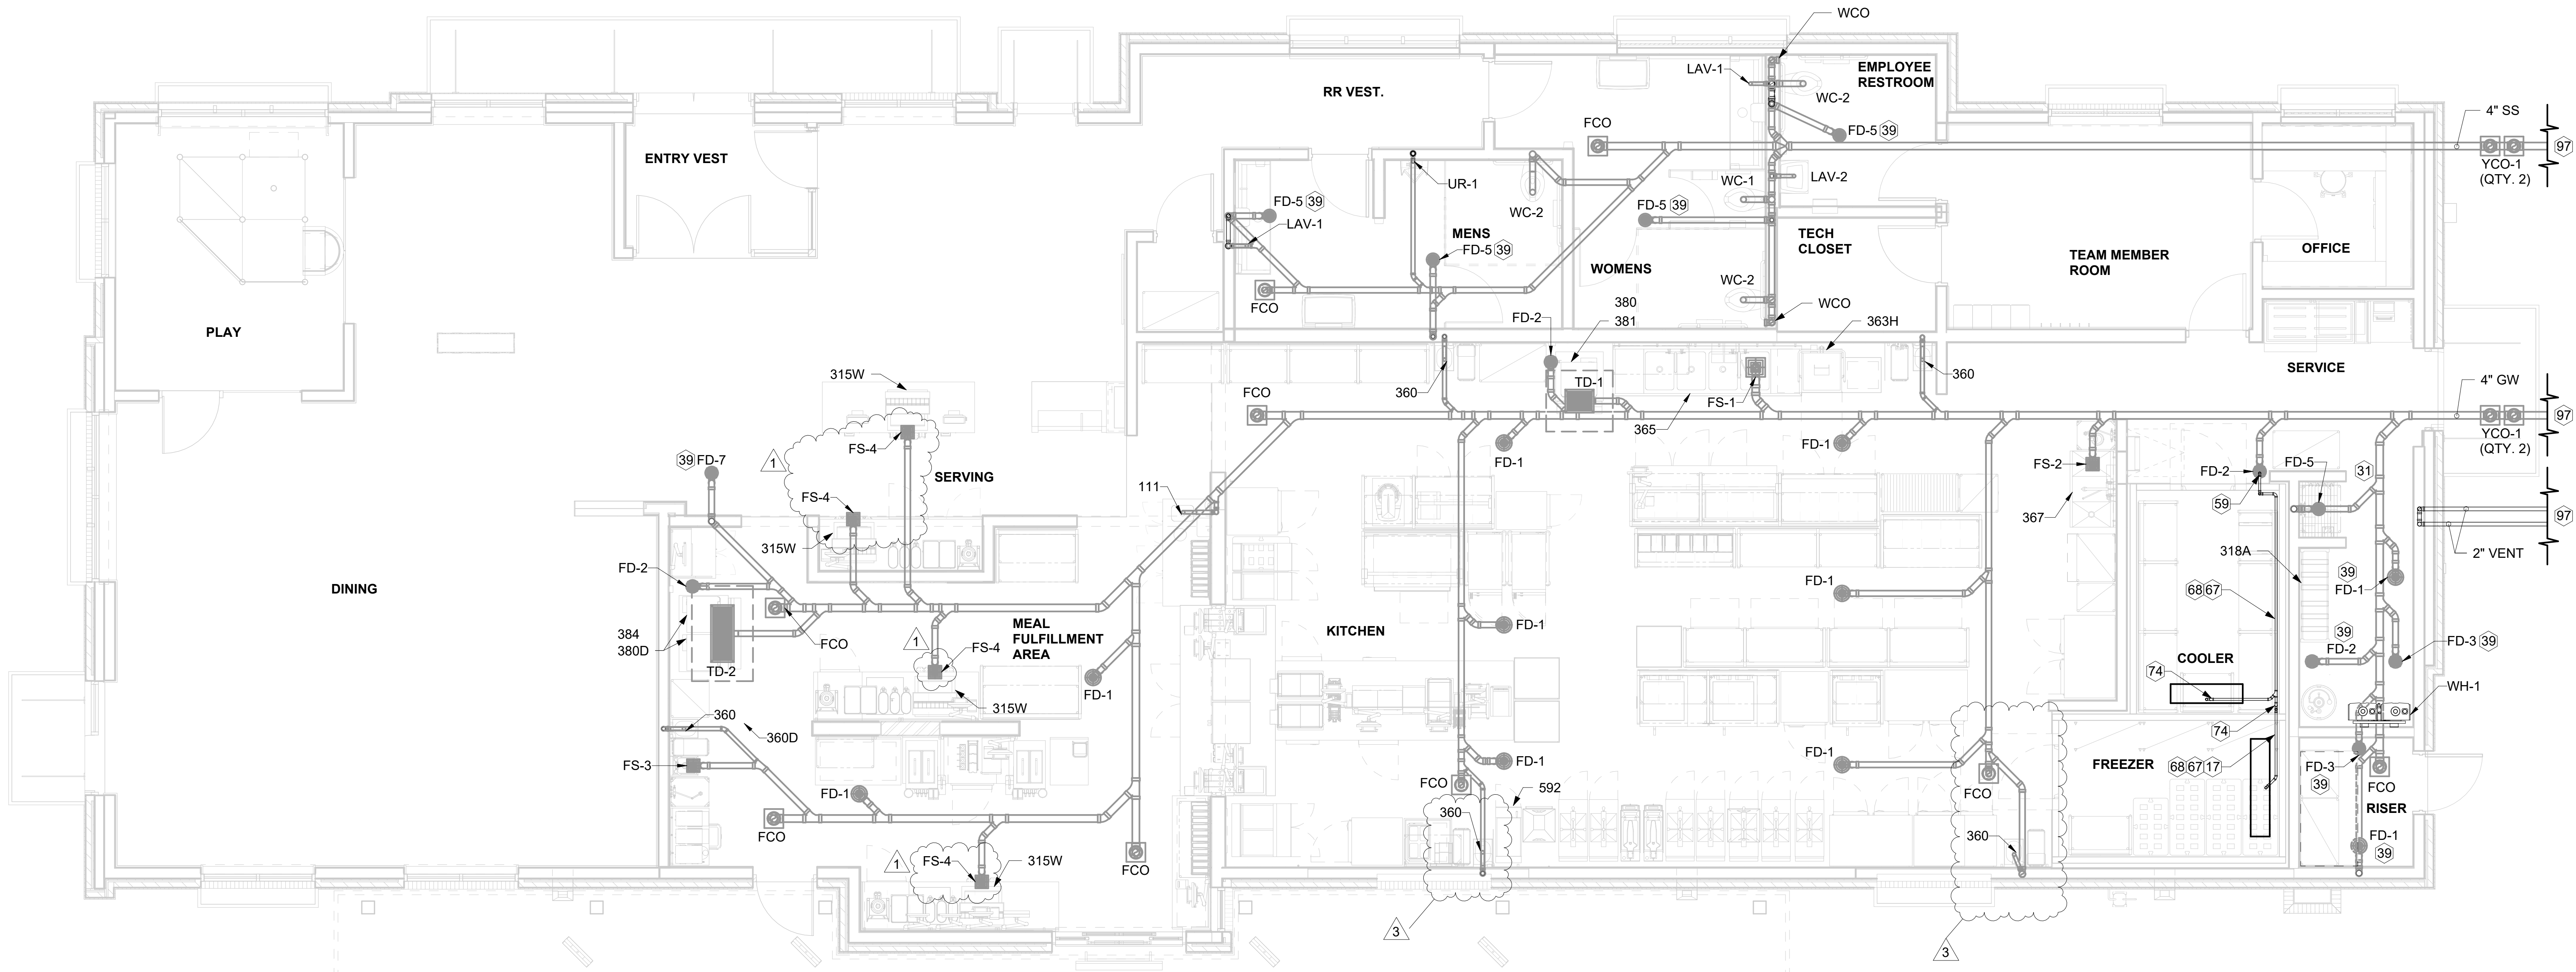 WCO
LAV-1
EMPLOYEE
RESTROOM
RR VEST.
WC-2
4" SS
FCO
FD-5 39
97
ENTRY VEST
YCO-1
(QTY. 2)
UR-1
WC-1
LAV-2
FD-5 39
WC-2
FD-5 39
LAV-1
MENS
FD-5 39
TECH
CLOSET
TEAM MEMBER
ROOM
OFFICE
WOMENS
WC-2
FCO
WCO
PLAY
380
381
FD-2
363H
SERVICE
315W
TD-1
360
360
4" GW
FCO
FS-1
97
365
YCO-1
(QTY. 2)
FS-4
FD-1
FD-1
39 FD-7
1
SERVING
FS-2
FD-2
FD-5
31
FS-4
111
59
367
97
315W
318A
2" VENT
FD-2
39
FD-1
FD-1
68 67
DINING
384
380D
MEAL
FULFILLMENT
AREA
KITCHEN
FD-1
1
FCO
FS-4
39
FD-2
FD-3 39
COOLER
TD-2
74
FD-1
WH-1
315W
360
360D
74
FS-3
FD-1
FD-1
FREEZER
68 67 17
FD-3
39
FCO
FCO
FCO
FD-1
592
RISER
360
FCO
360
FD-1
39
1
FS-4
315W
FCO
3
3